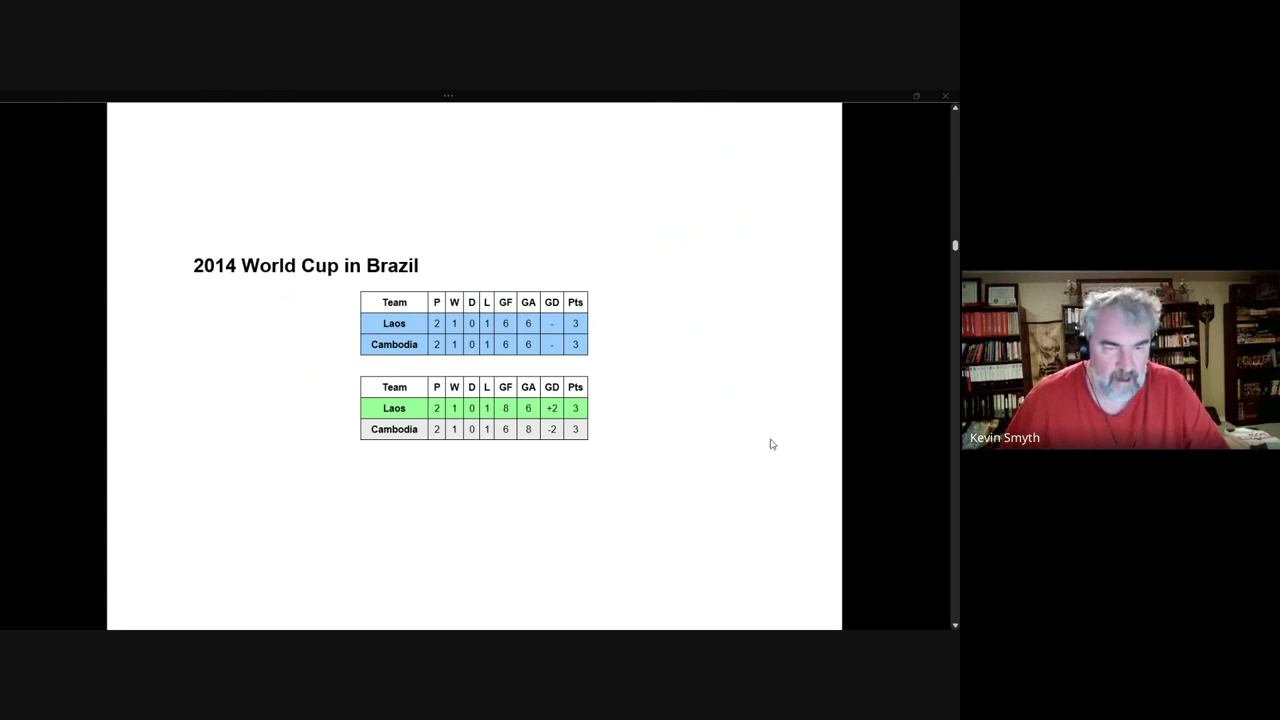 2014 World Cup in Brazil
Team P W D L GF GA GD Pts
Laos 2 1 0 1 6 6 - 3
Cambodia 2 1 0 1 6 6 - 3
Team P W D L GF GA GD Pts
Laos 2 1 0 1 8 6 +2 3
Cambodia 2 1 0 1 6 8 -2 3
Kevin Smyth